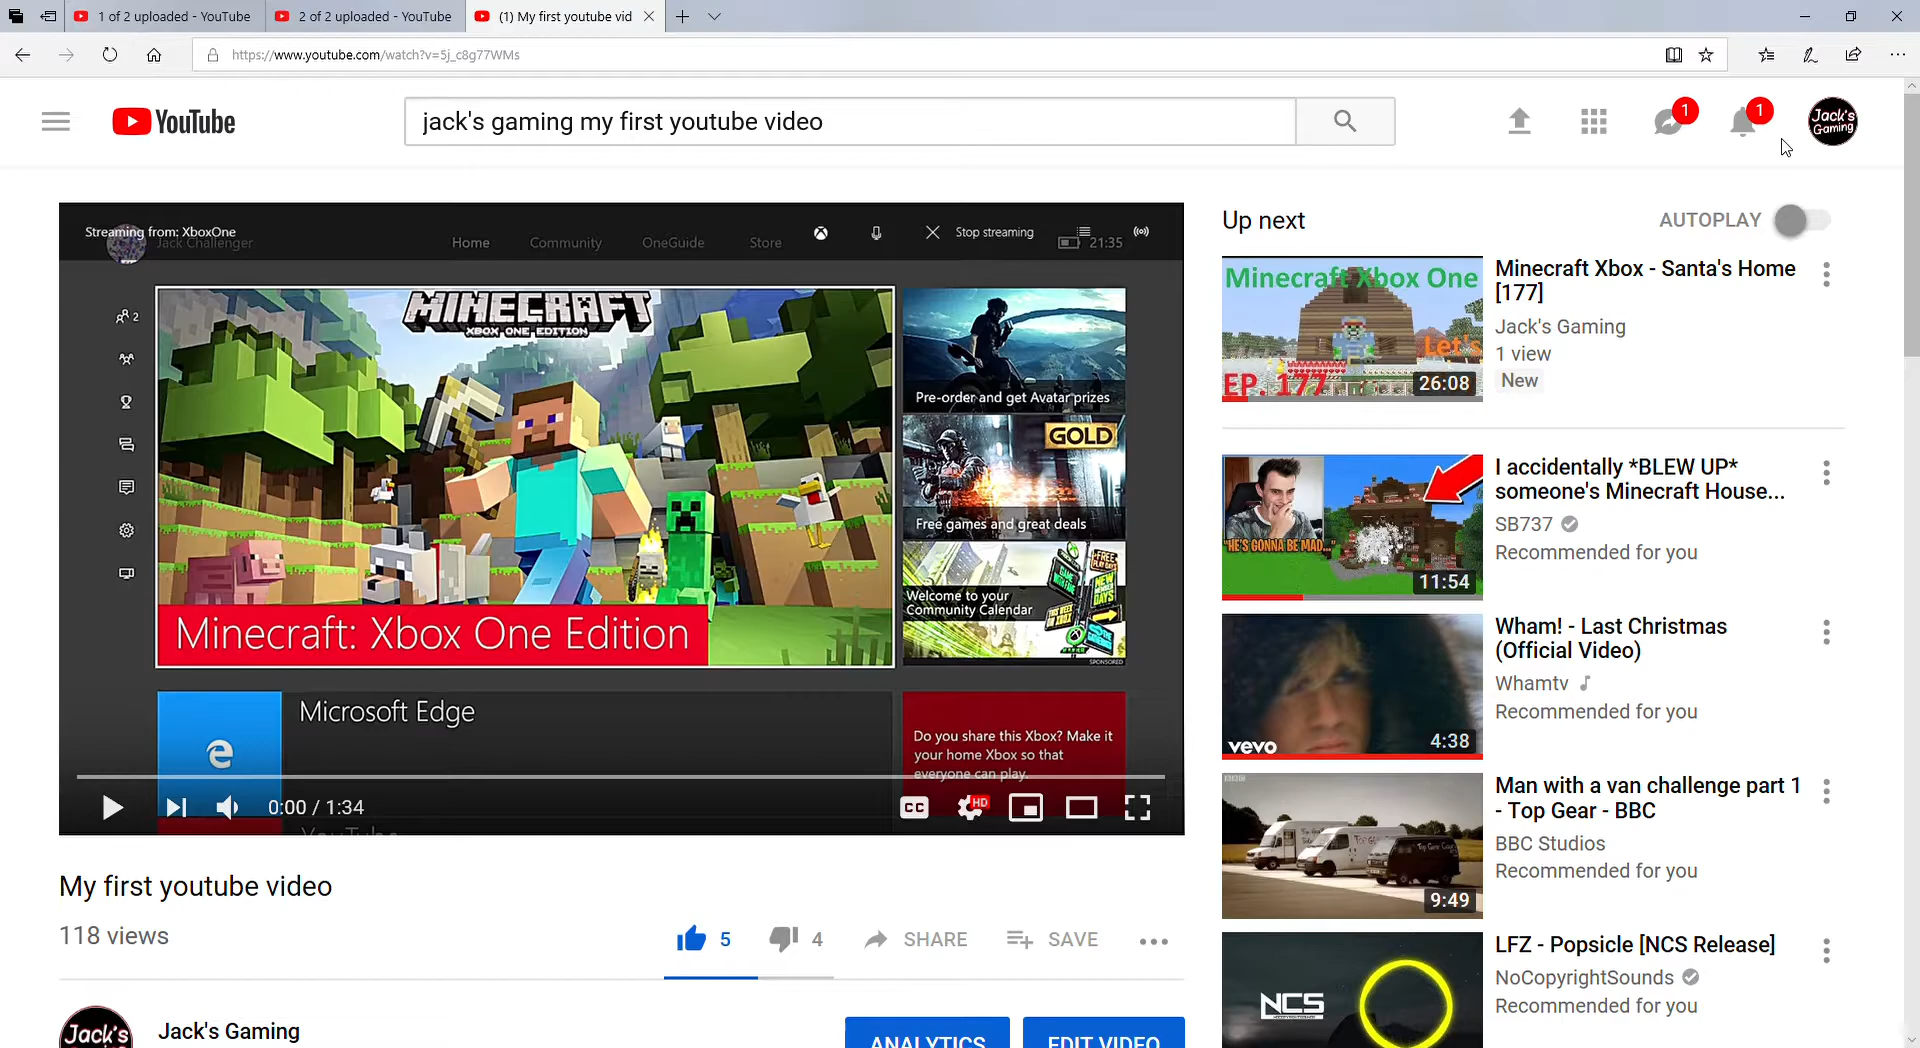 1 of 2 uploaded - YouTube
2 of 2 uploaded - YouTube
(1) My first youtube vid
https://www.youtube.com/watch?v=5j_c8g77WMs
YouTube
jack's gaming my first youtube video
1
1
Jack's
Gaming
Streaming from: XboxOne
Jack Challenger
Home
Community
OneGuide
Store
Stop streaming
21:35
2
MINECRAFT
XBOX ONE EDITION
Minecraft: Xbox One Edition
Pre-order and get Avatar prizes
GOLD
Free games and great deals
Welcome to your
Community Calendar
SPONSORED
Microsoft Edge
Do you share this Xbox? Make it
your home Xbox so that
everyone can play.
0:00 / 1:34
CC
HD
My first youtube video
118 views
5
4
SHARE
SAVE
Jack's
Jack's Gaming
ANALYTICS
EDIT VIDEO
Up next
AUTOPLAY
Minecraft Xbox One
Let's
EP. 177
26:08
Minecraft Xbox - Santa's Home
[177]
Jack's Gaming
1 view
New
"HE'S GONNA BE MAD..."
11:54
I accidentally *BLEW UP*
someone's Minecraft House...
SB737
Recommended for you
vevo
4:38
Wham! - Last Christmas
(Official Video)
Whamtv
Recommended for you
BBC
9:49
Man with a van challenge part 1
- Top Gear - BBC
BBC Studios
Recommended for you
NCS
LFZ - Popsicle [NCS Release]
NoCopyrightSounds
Recommended for you